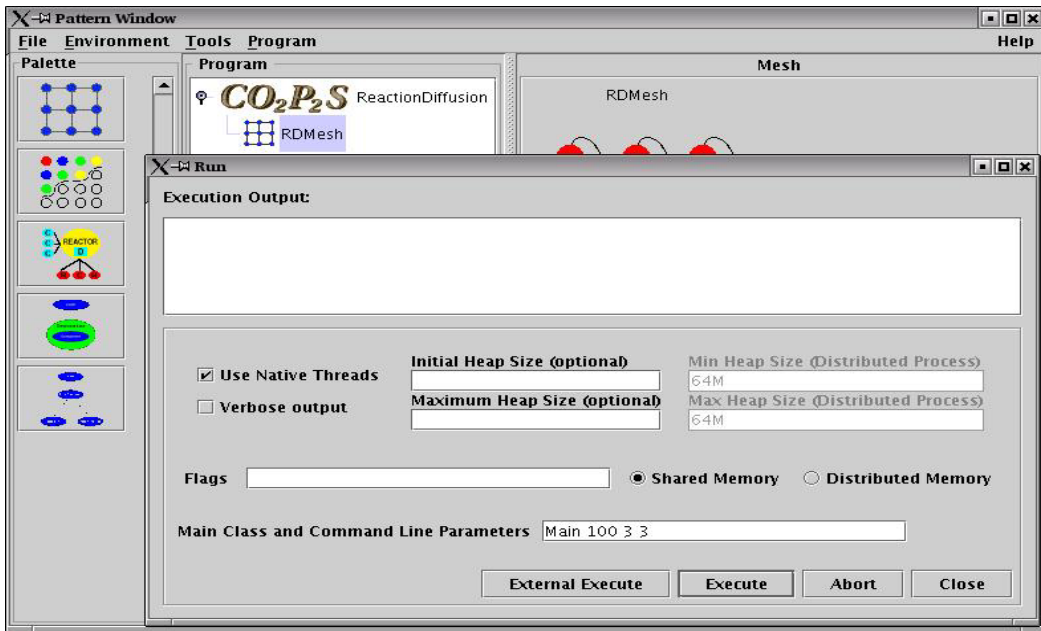 Pattern Window
File Environment Tools Program Help
Palette
Program
Mesh
CO2P2S ReactionDiffusion
RDMesh
RDMesh
REACTOR
D
C
C
C
Run
Execution Output:
Use Native Threads
Verbose output
Initial Heap Size (optional)
Maximum Heap Size (optional)
Min Heap Size (Distributed Process)
64M
Max Heap Size (Distributed Process)
64M
Flags
Shared Memory
Distributed Memory
Main Class and Command Line Parameters Main 100 3 3
External Execute Execute Abort Close